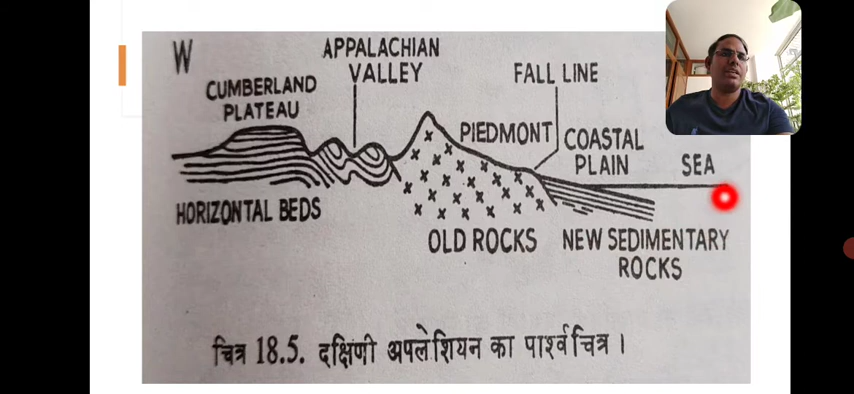 W
APPALACHIAN
VALLEY
FALL LINE
CUMBERLAND
PLATEAU
PIEDMONT
COASTAL
PLAIN
SEA
HORIZONTAL BEDS
OLD ROCKS
NEW SEDIMENTARY
ROCKS
चित्र 18.5. दक्षिणी अपलेशियन का पार्श्वचित्र ।